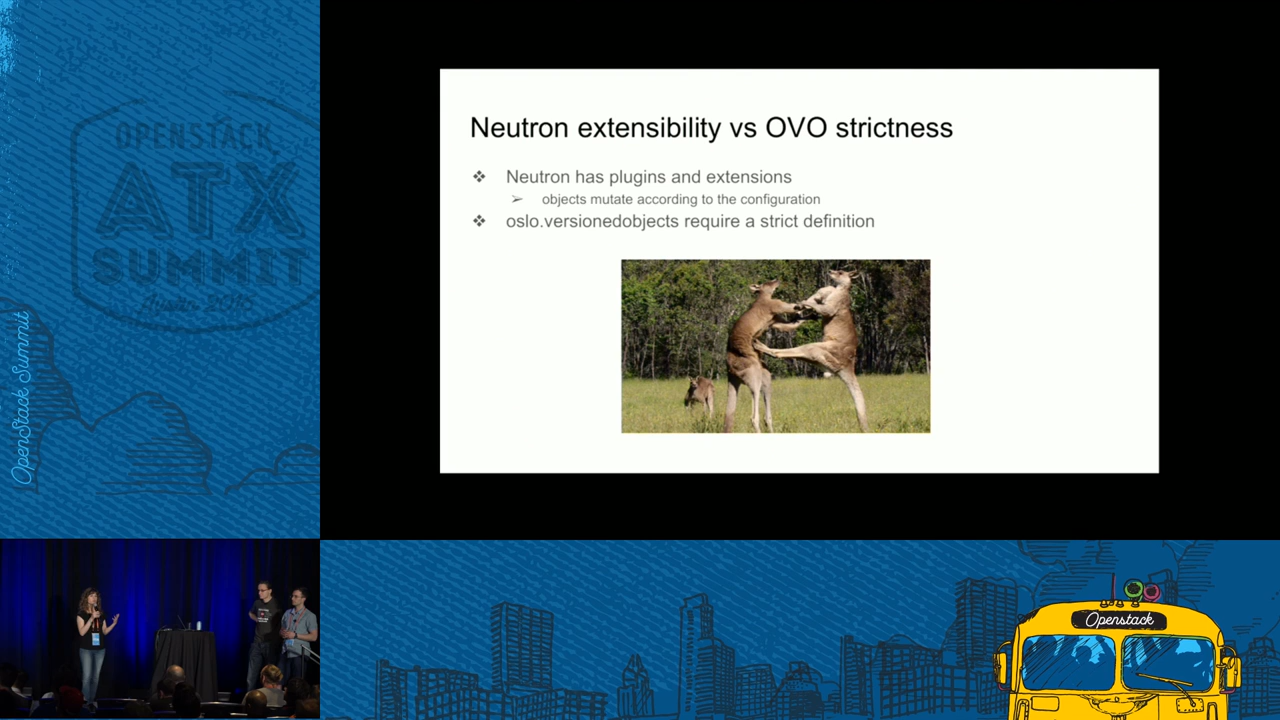 OPENSTACK
ATX
SUMMIT
Austin 2016
OpenStack Summit
Neutron extensibility vs OVO strictness
❖ Neutron has plugins and extensions
➢ objects mutate according to the configuration
❖ oslo.versionedobjects require a strict definition
Openstack